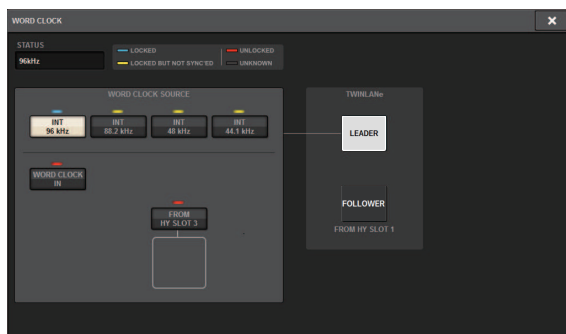 WORD CLOCK
STATUS
96kHz
LOCKED
UNLOCKED
LOCKED BUT NOT SYNC'ED
UNKNOWN
WORD CLOCK SOURCE
TWINLANe
INT
96 kHz
INT
88.2 kHz
INT
48 kHz
INT
44.1 kHz
LEADER
WORD CLOCK
IN
FROM
HY SLOT 3
FOLLOWER
FROM HY SLOT 1